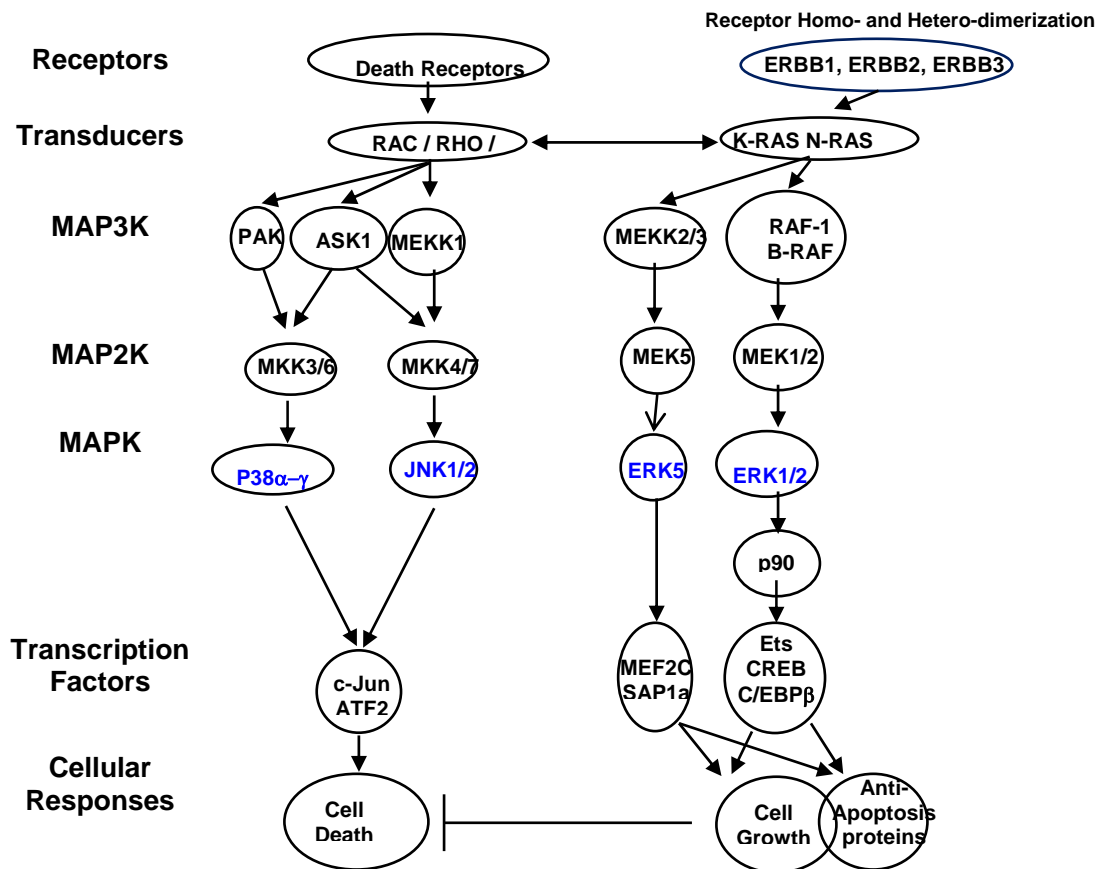 Receptor Homo- and Hetero-dimerization
Receptors
Death Receptors
ERBB1, ERBB2, ERBB3
Transducers
RAC / RHO /
K-RAS N-RAS
MAP3K
PAK
ASK1
MEKK1
MEKK2/3
RAF-1
B-RAF
MAP2K
MKK3/6
MKK4/7
MEK5
MEK1/2
MAPK
P38α–γ
JNK1/2
ERK5
ERK1/2
p90
Transcription
Factors
c-Jun
ATF2
MEF2C
SAP1a
Ets
CREB
C/EBPβ
Cellular
Responses
Cell
Death
Cell
Growth
Anti-
Apoptosis
proteins